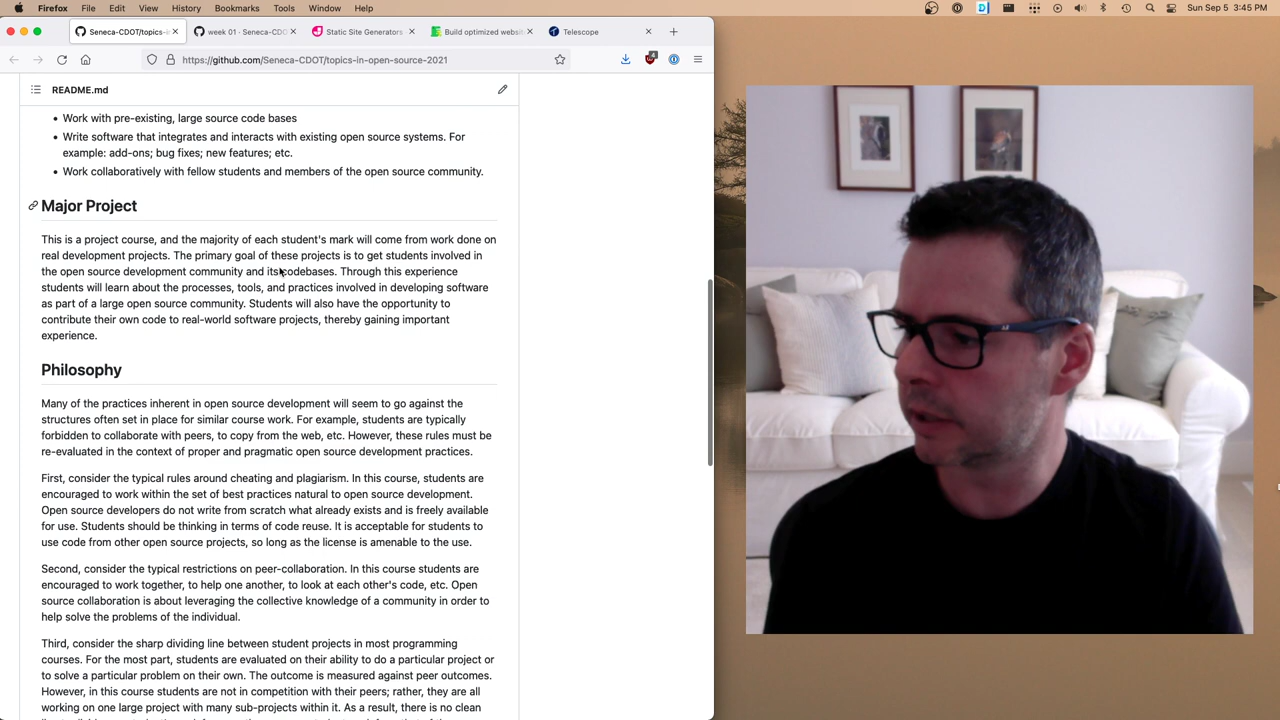 Firefox File Edit View History Bookmarks Tools Window Help Sun Sep 5 3:45 PM
Seneca-CDOT/topics-i week 01 · Seneca-CDO Static Site Generators Build optimized websi Telescope
https://github.com/Seneca-CDOT/topics-in-open-source-2021 4
README.md
• Work with pre-existing, large source code bases
• Write software that integrates and interacts with existing open source systems. For
example: add-ons; bug fixes; new features; etc.
• Work collaboratively with fellow students and members of the open source community.
Major Project
This is a project course, and the majority of each student's mark will come from work done on
real development projects. The primary goal of these projects is to get students involved in
the open source development community and its codebases. Through this experience
students will learn about the processes, tools, and practices involved in developing software
as part of a large open source community. Students will also have the opportunity to
contribute their own code to real-world software projects, thereby gaining important
experience.
Philosophy
Many of the practices inherent in open source development will seem to go against the
structures often set in place for similar course work. For example, students are typically
forbidden to collaborate with peers, to copy from the web, etc. However, these rules must be
re-evaluated in the context of proper and pragmatic open source development practices.
First, consider the typical rules around cheating and plagiarism. In this course, students are
encouraged to work within the set of best practices natural to open source development.
Open source developers do not write from scratch what already exists and is freely available
for use. Students should be thinking in terms of code reuse. It is acceptable for students to
use code from other open source projects, so long as the license is amenable to the use.
Second, consider the typical restrictions on peer-collaboration. In this course students are
encouraged to work together, to help one another, to look at each other's code, etc. Open
source collaboration is about leveraging the collective knowledge of a community in order to
help solve the problems of the individual.
Third, consider the sharp dividing line between student projects in most programming
courses. For the most part, students are evaluated on their ability to do a particular project or
to solve a particular problem on their own. The outcome is measured against peer outcomes.
However, in this course students are not in competition with their peers; rather, they are all
working on one large project with many sub-projects within it. As a result, there is no clean